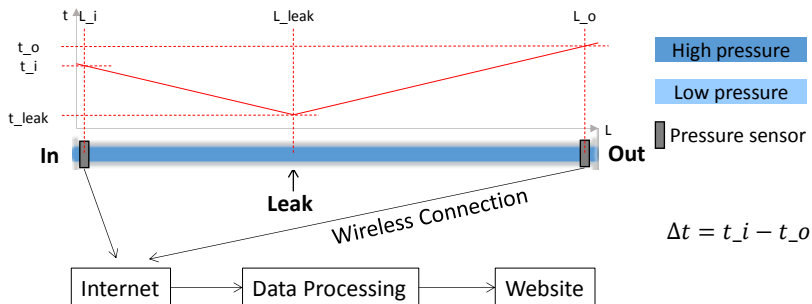 t L_i L_leak L_o
t_o
t_i
t_leak
L
In
Out
Leak
Wireless Connection
Internet
Data Processing
Website
High pressure
Low pressure
Pressure sensor
Δt = t_i − t_o